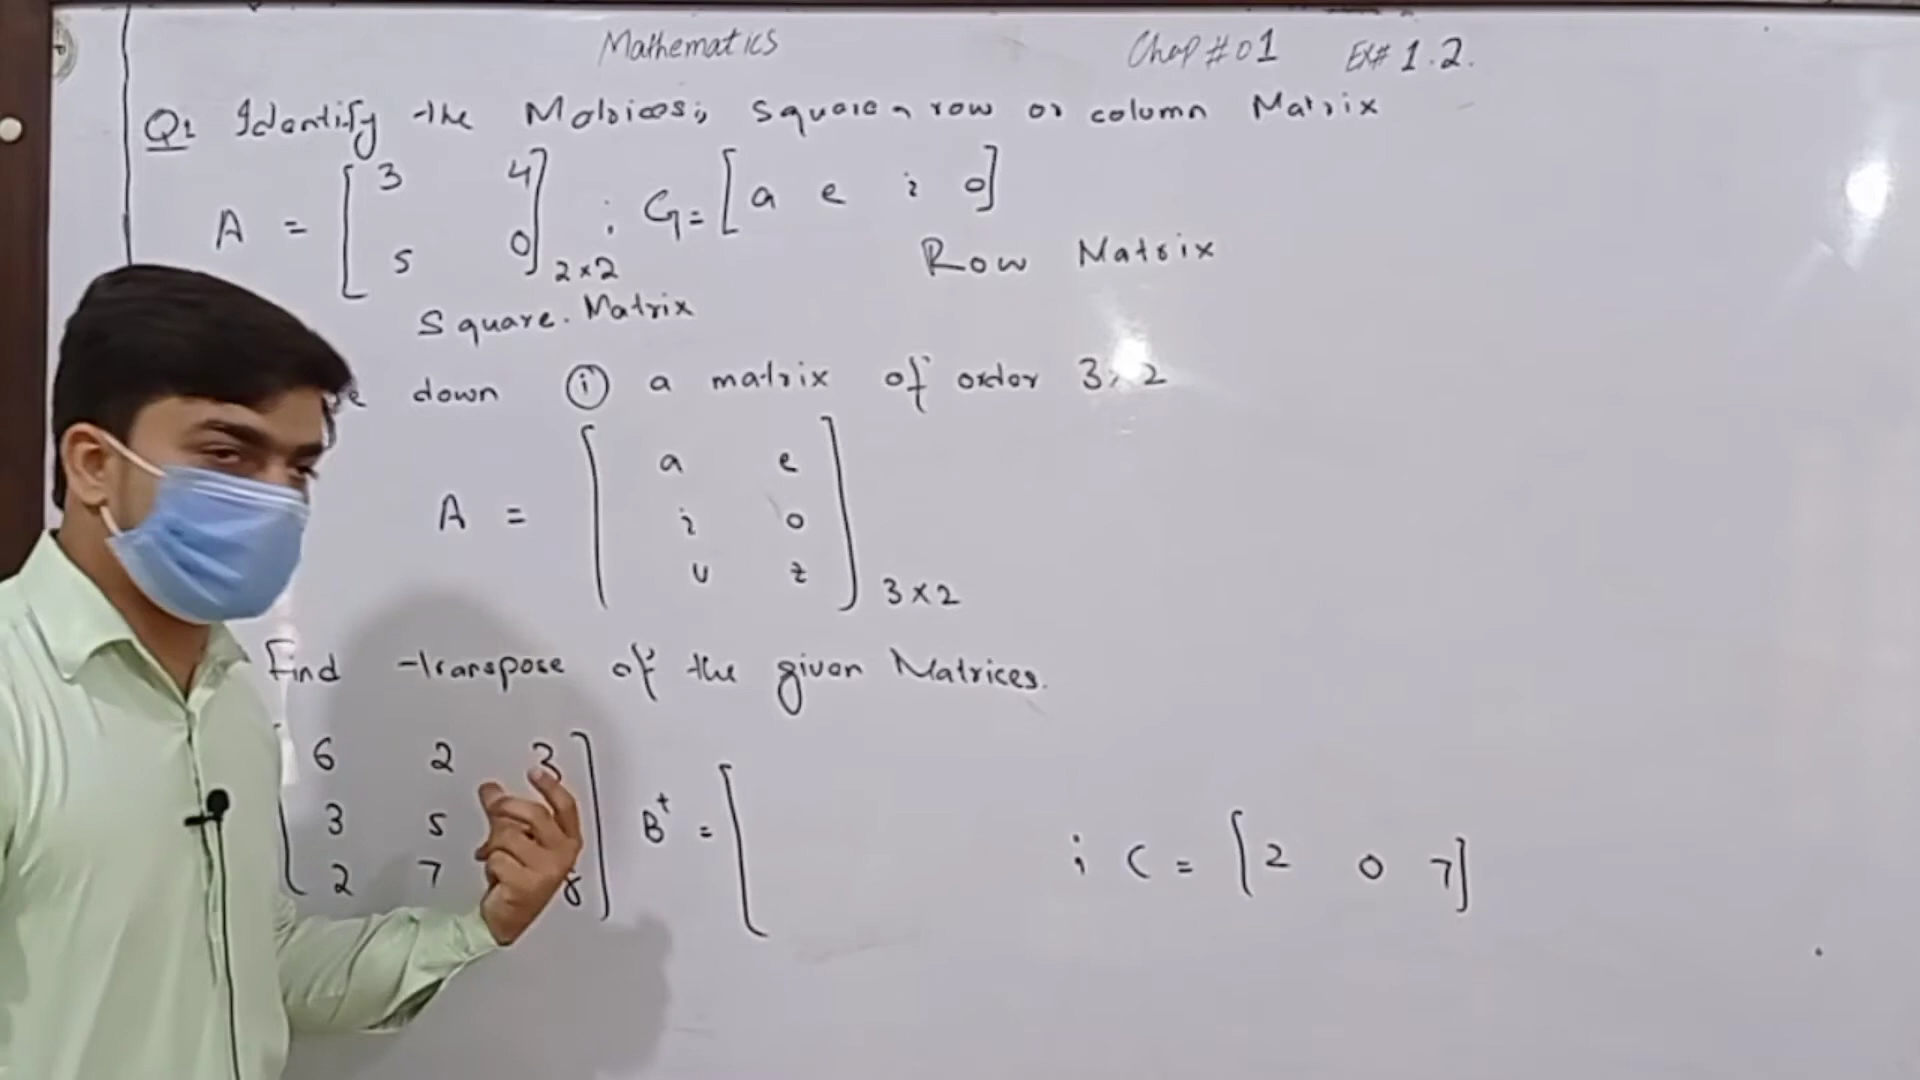 Mathematics Chap # 01 Ex# 1.2.
Q1 Identify the Matrices; square, row or column Matrix
A = [ 3 4
5 0 ] 2×2 ; G = [ a e i o ]
Square. Matrix
Row Matrix
down (i) a matrix of order 3×2
A = [ a e
i o
u z ] 3×2
Find transpose of the given Matrices.
6 2 3
3 5
2 7 8 ] B^t = [ ; C = [ 2 0 7 ]